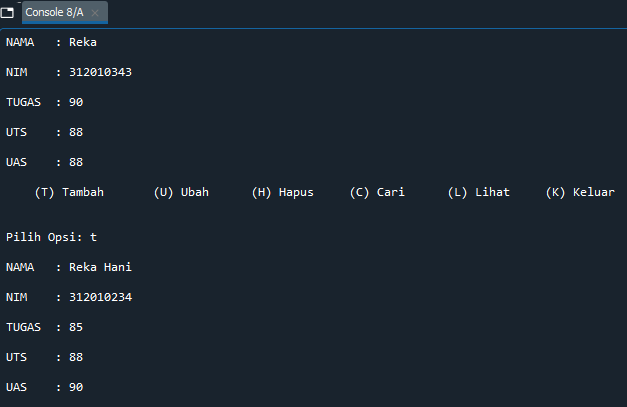 Console 8/A
NAMA : Reka
NIM : 312010343
TUGAS : 90
UTS : 88
UAS : 88
(T) Tambah (U) Ubah (H) Hapus (C) Cari (L) Lihat (K) Keluar
Pilih Opsi: t
NAMA : Reka Hani
NIM : 312010234
TUGAS : 85
UTS : 88
UAS : 90